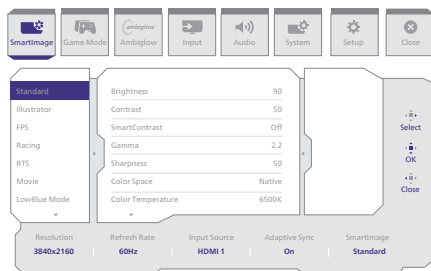 SmartImage
Game Mode
ambiglow
Ambiglow
Input
Audio
System
Setup
Close
Standard
Illustrator
FPS
Racing
RTS
Movie
LowBlue Mode
Brightness 90
Contrast 50
SmartContrast Off
Gamma 2.2
Sharpness 50
Color Space Native
Color Temperature 6500K
Select
OK
Close
Resolution Refresh Rate Input Source Adaptive Sync SmartImage
3840x2160 60Hz HDMI 1 On Standard